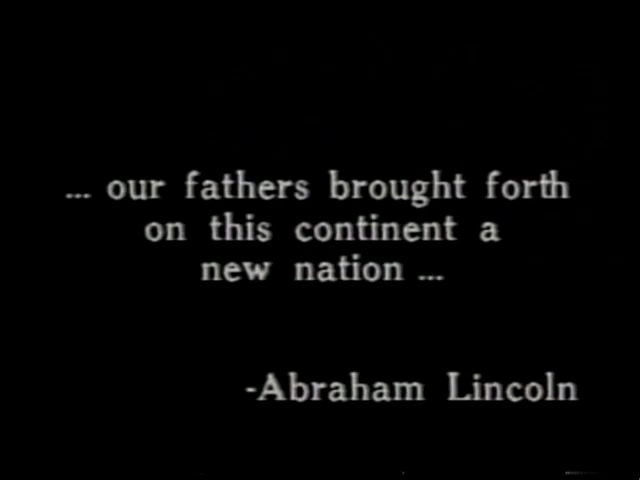 ... our fathers brought forth
on this continent a
new nation ...
-Abraham Lincoln